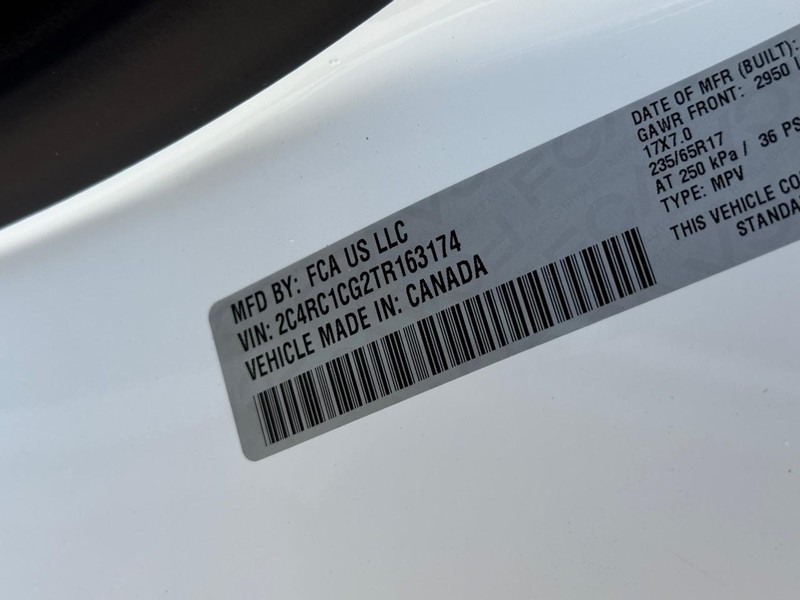 MFD BY: FCA US LLC
VIN: 2C4RC1CG2TR163174
VEHICLE MADE IN: CANADA
DATE OF MFR (BUILT):
GAWR FRONT: 2950 L
17X7.0
235/65R17
AT 250 kPa / 36 PS
TYPE: MPV
THIS VEHICLE CO
STANDA